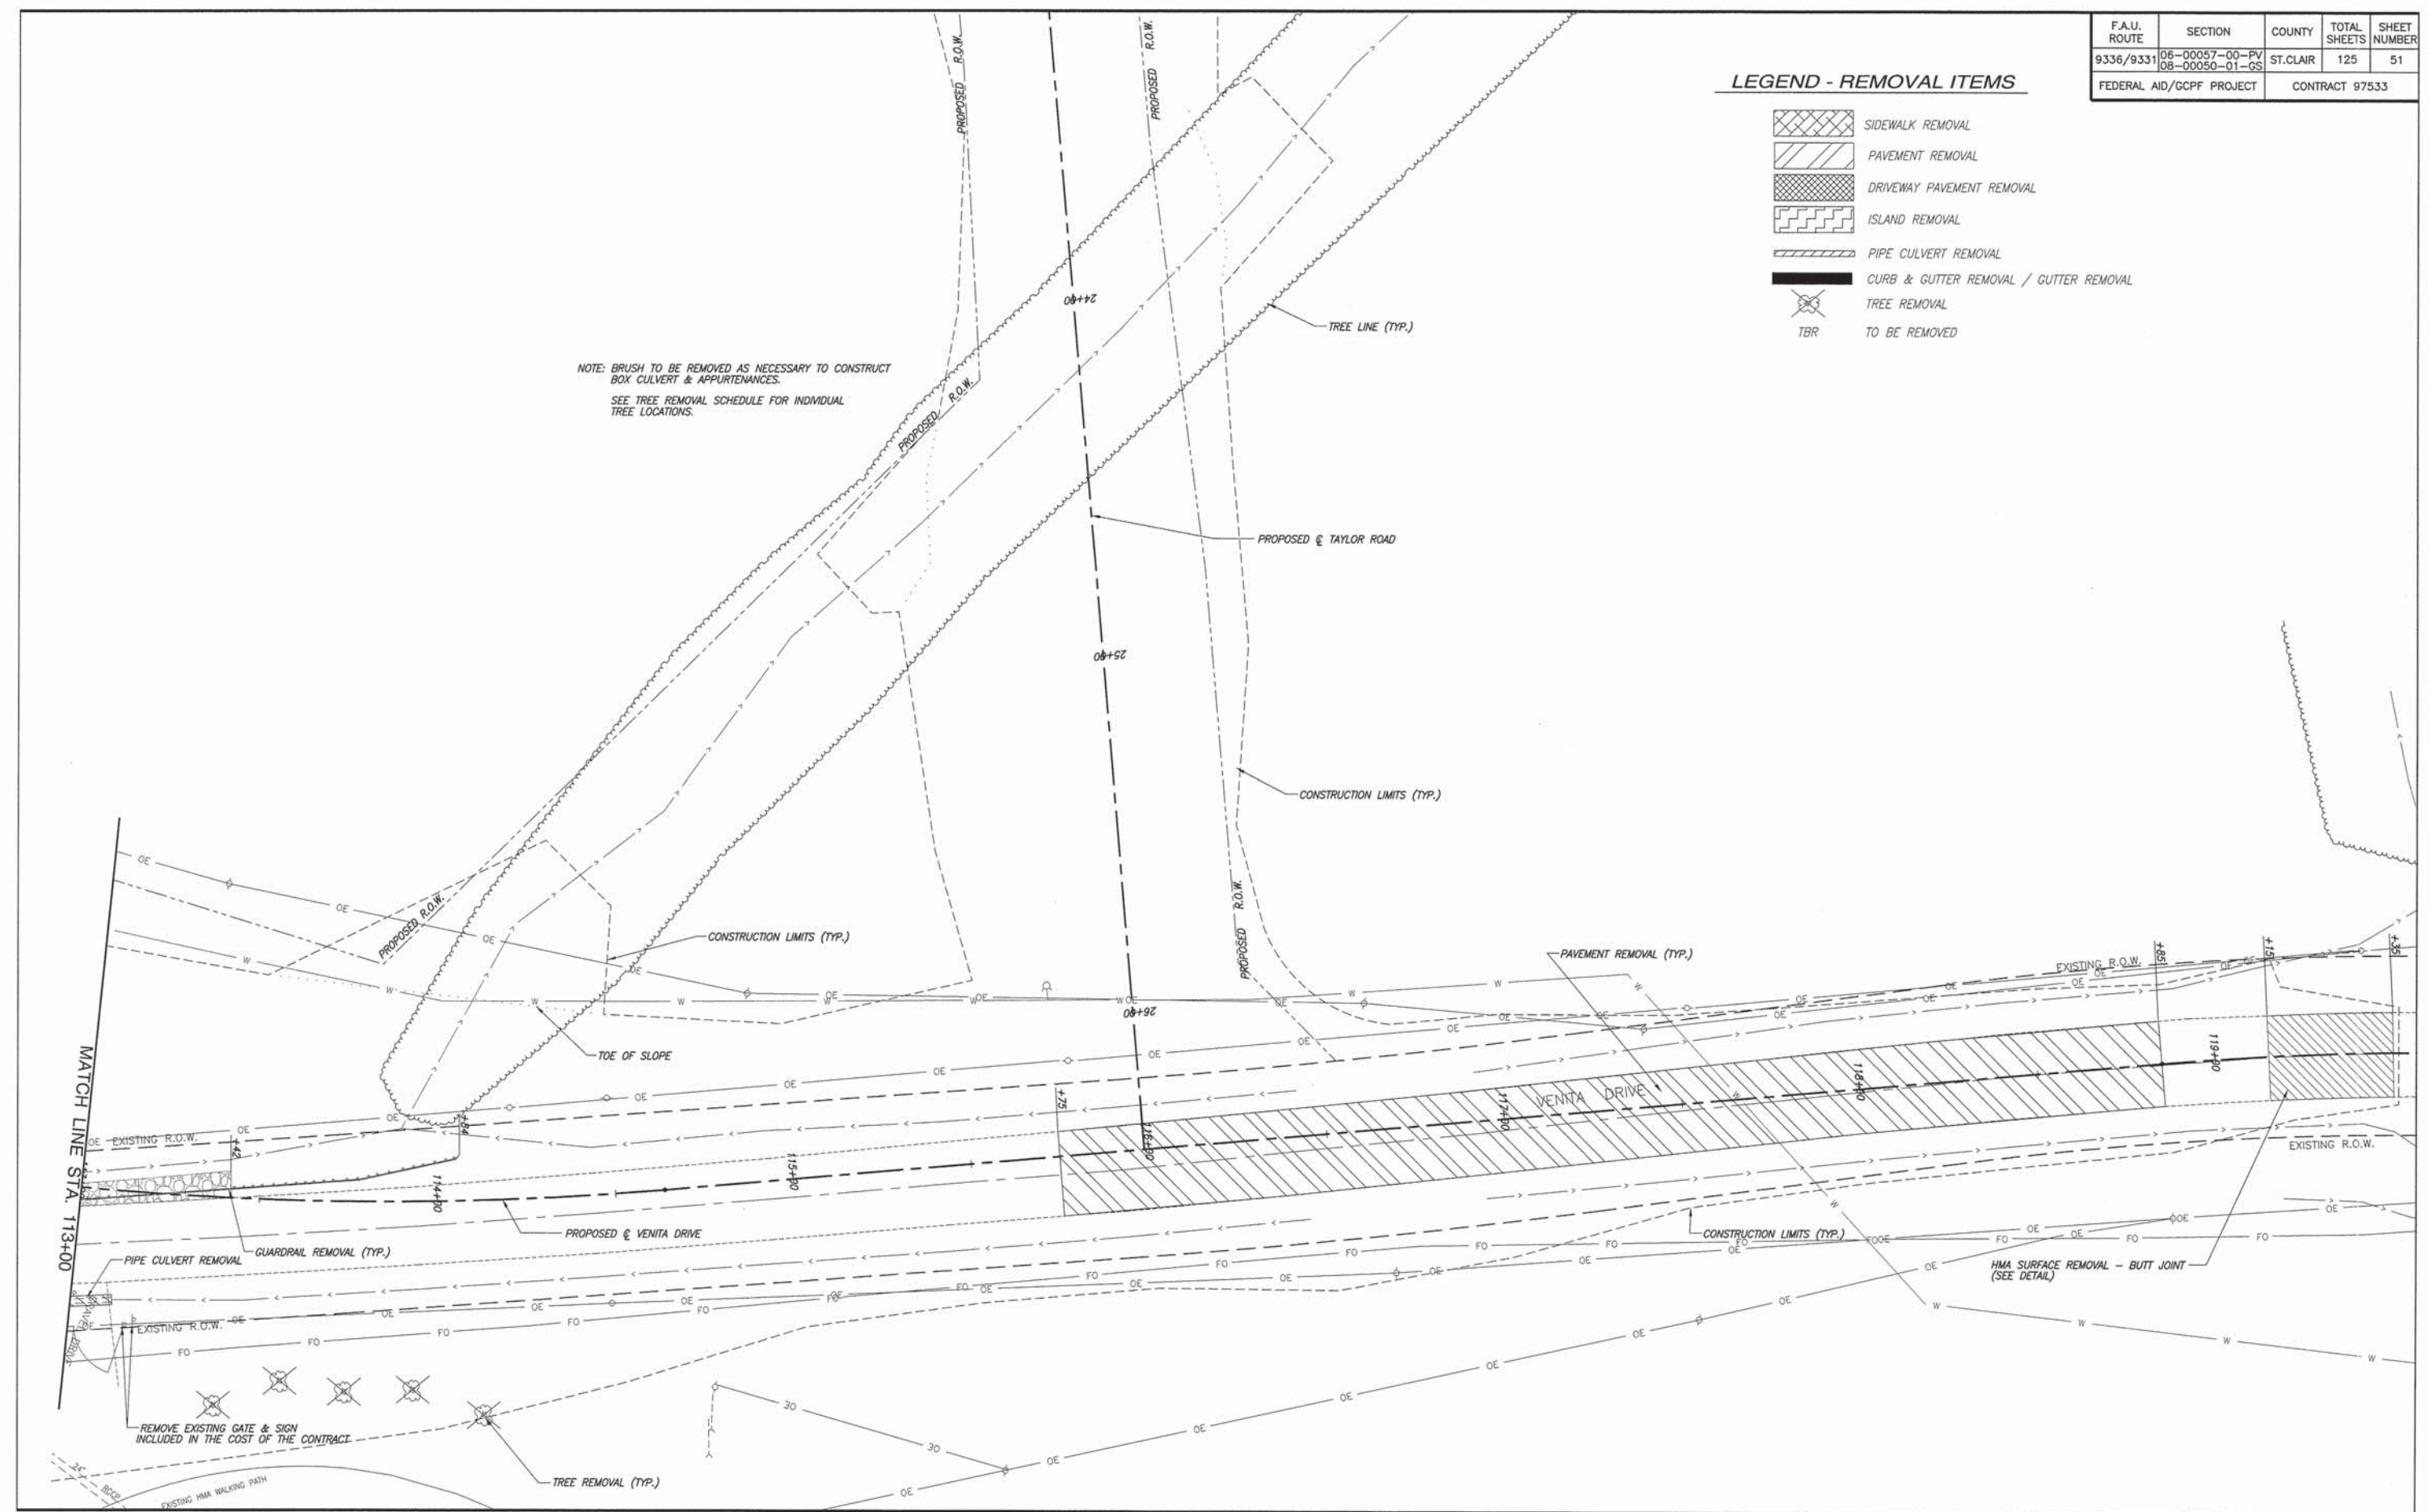 F.A.U. ROUTE
SECTION
COUNTY
TOTAL SHEETS
SHEET NUMBER
9336/9331
06-00057-00-PV
08-00050-01-GS
ST.CLAIR
125
51
FEDERAL AID/GCPF PROJECT
CONTRACT 97533
LEGEND - REMOVAL ITEMS
SIDEWALK REMOVAL
PAVEMENT REMOVAL
DRIVEWAY PAVEMENT REMOVAL
ISLAND REMOVAL
PIPE CULVERT REMOVAL
CURB & GUTTER REMOVAL / GUTTER REMOVAL
TREE REMOVAL
TBR TO BE REMOVED
PROPOSED R.O.W.
PROPOSED R.O.W.
24+00
TREE LINE (TYP.)
NOTE: BRUSH TO BE REMOVED AS NECESSARY TO CONSTRUCT
BOX CULVERT & APPURTENANCES.
SEE TREE REMOVAL SCHEDULE FOR INDIVIDUAL
TREE LOCATIONS.
PROPOSED R.O.W.
PROPOSED ℄ TAYLOR ROAD
25+00
CONSTRUCTION LIMITS (TYP.)
PROPOSED R.O.W.
CONSTRUCTION LIMITS (TYP.)
PROPOSED R.O.W.
PAVEMENT REMOVAL (TYP.)
EXISTING R.O.W.
+85
+15
+35
26+00
TOE OF SLOPE
MATCH LINE STA. 113+00
EXISTING R.O.W.
+42
+84
114+00
115+00
+75
116+00
117+00
VENITA DRIVE
118+00
119+00
EXISTING R.O.W.
PROPOSED ℄ VENITA DRIVE
GUARDRAIL REMOVAL (TYP.)
PIPE CULVERT REMOVAL
CONSTRUCTION LIMITS (TYP.)
HMA SURFACE REMOVAL - BUTT JOINT
(SEE DETAIL)
EXISTING R.O.W.
OE
W
FO
30
30
REMOVE EXISTING GATE & SIGN
INCLUDED IN THE COST OF THE CONTRACT
TREE REMOVAL (TYP.)
24" RCCP
EXISTING HMA WALKING PATH